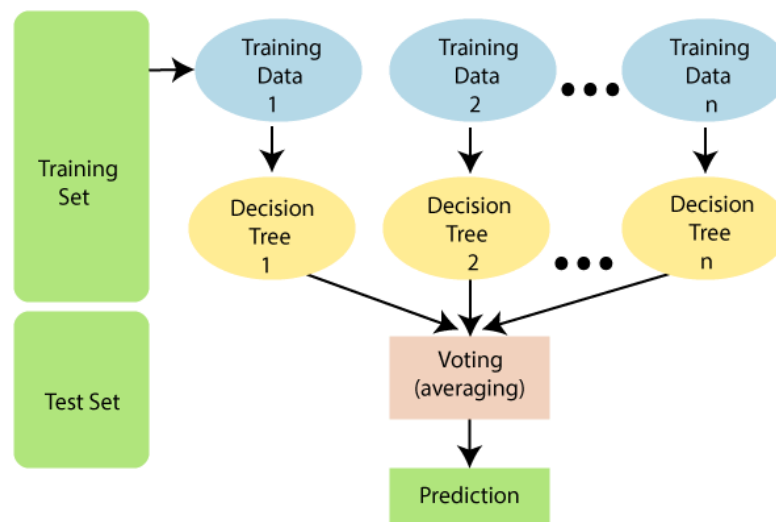 Training
Set
Test Set
Training
Data
1
Training
Data
2
Training
Data
n
Decision
Tree
1
Decision
Tree
2
Decision
Tree
n
Voting
(averaging)
Prediction